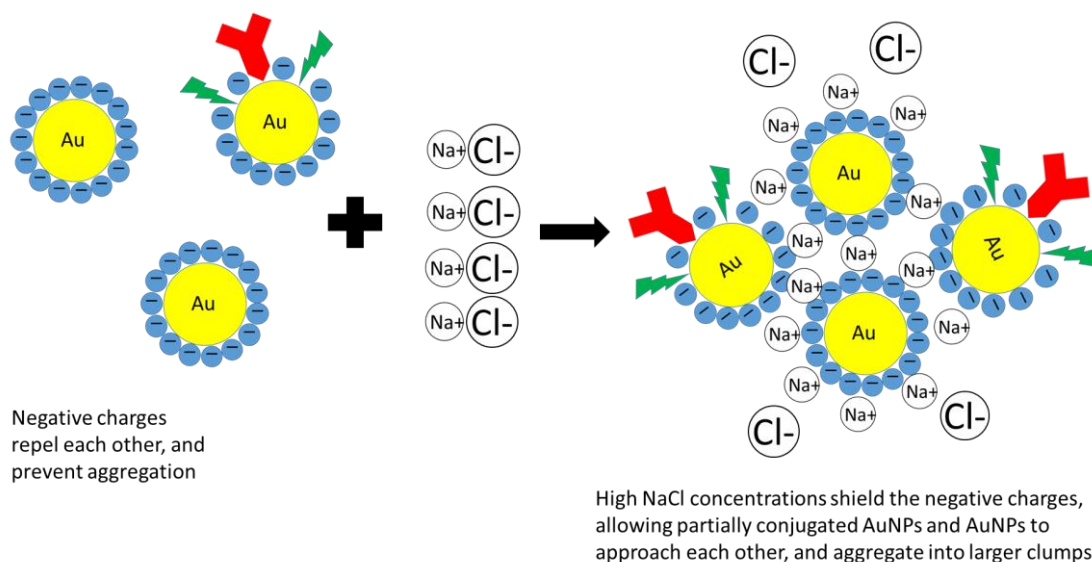 Au
Au
Au
Negative charges
repel each other, and
prevent aggregation
Na+ Cl-
Na+ Cl-
Na+ Cl-
Na+ Cl-
Cl-
Cl-
Na+
Na+
Na+
Au
Na+
Na+
Na+
Na+
Au
Au
Na+
Na+
Au
Na+
Na+
Na+
Na+
Na+
Cl-
Cl-
High NaCl concentrations shield the negative charges,
allowing partially conjugated AuNPs and AuNPs to
approach each other, and aggregate into larger clumps